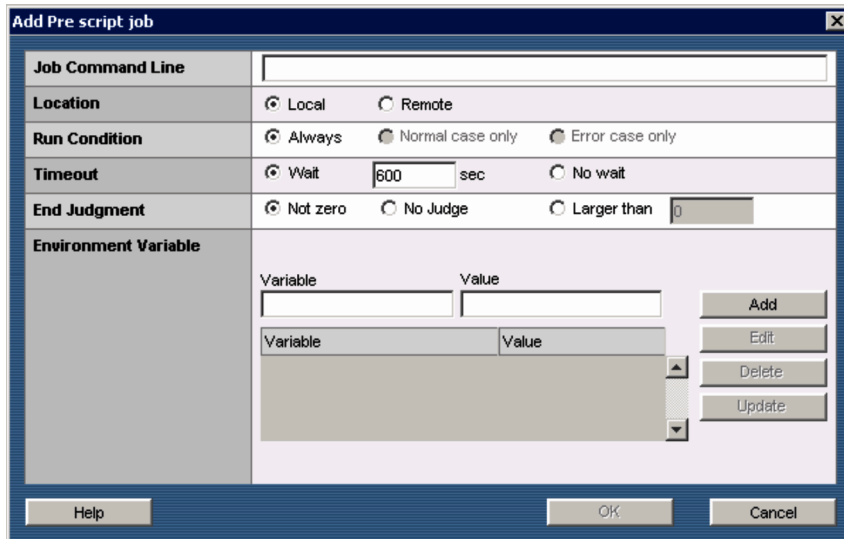 Add Pre script job
Job Command Line
Location Local Remote
Run Condition Always Normal case only Error case only
Timeout Wait 600 sec No wait
End Judgment Not zero No Judge Larger than 0
Environment Variable
Variable Value
Add
Variable Value Edit
Delete
Update
Help OK Cancel